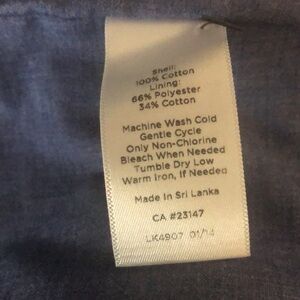 Shell:
100% Cotton
Lining:
66% Polyester
34% Cotton
Machine Wash Cold
Gentle Cycle
Only Non-Chlorine
Bleach When Needed
Tumble Dry Low
Warm Iron, If Needed
Made In Sri Lanka
CA #23147
LK4907 01/14